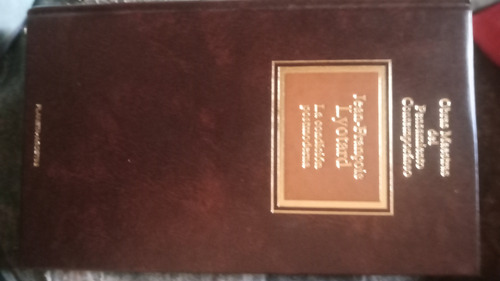 Obras Maestras
del
Pensamiento
Contemporáneo
Jean-François
Lyotard
La condición
postmoderna